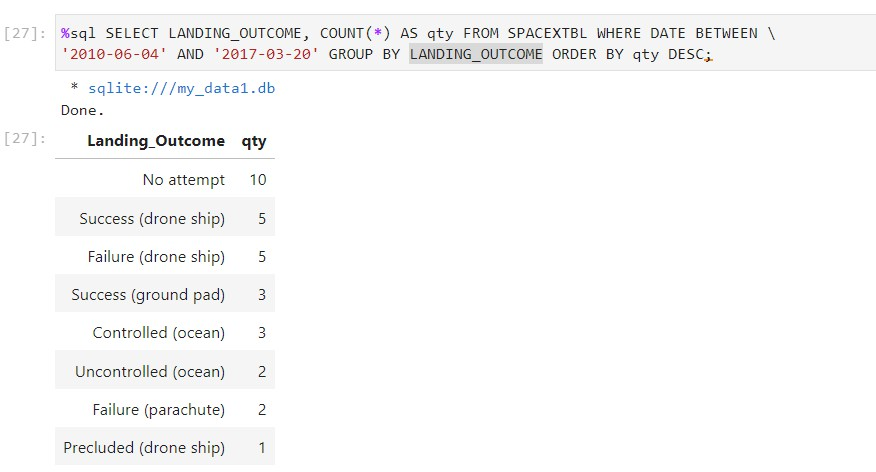 [27]: %sql SELECT LANDING_OUTCOME, COUNT(*) AS qty FROM SPACEXTBL WHERE DATE BETWEEN \
'2010-06-04' AND '2017-03-20' GROUP BY LANDING_OUTCOME ORDER BY qty DESC;
* sqlite:///my_data1.db
Done.
[27]: Landing_Outcome qty
No attempt 10
Success (drone ship) 5
Failure (drone ship) 5
Success (ground pad) 3
Controlled (ocean) 3
Uncontrolled (ocean) 2
Failure (parachute) 2
Precluded (drone ship) 1